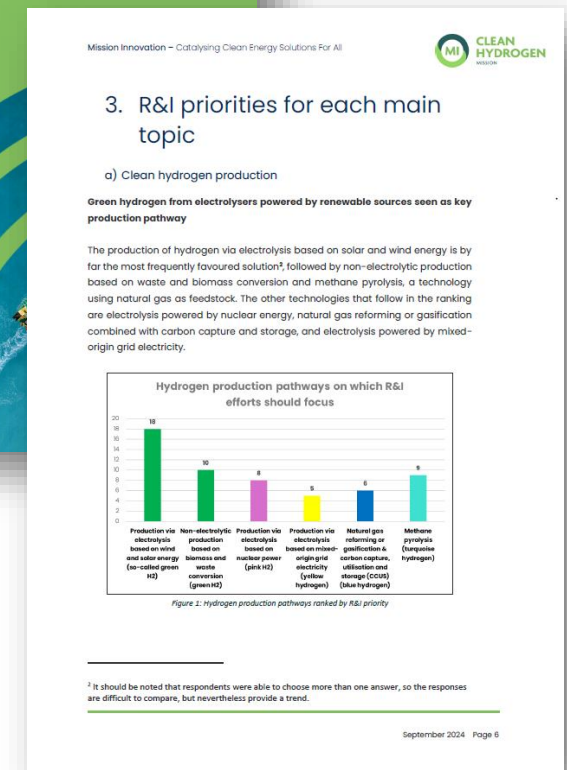 Mission Innovation – Catalysing Clean Energy Solutions For All
MI
CLEAN
HYDROGEN
MISSION
3. R&I priorities for each main
topic
a) Clean hydrogen production
Green hydrogen from electrolysers powered by renewable sources seen as key
production pathway
The production of hydrogen via electrolysis based on solar and wind energy is by
far the most frequently favoured solution², followed by non-electrolytic production
based on waste and biomass conversion and methane pyrolysis, a technology
using natural gas as feedstock. The other technologies that follow in the ranking
are electrolysis powered by nuclear energy, natural gas reforming or gasification
combined with carbon capture and storage, and electrolysis powered by mixed-
origin grid electricity.
Hydrogen production pathways on which R&I
efforts should focus
20
18
16
14
12
10
8
6
4
2
0
18
10
8
5
6
9
Production via
electrolysis
based on wind
and solar energy
(so-called green
H2)
Non-electrolytic
production
based on
biomass and
waste
conversion
(green H2)
Production via
electrolysis
based on
nuclear power
(pink H2)
Production via
electrolysis
based on mixed-
origin grid
electricity
(yellow
hydrogen)
Natural gas
reforming or
gasification &
carbon capture,
utilisation and
storage (CCUS)
(blue hydrogen)
Methane
pyrolysis
(turquoise
hydrogen)
Figure 1: Hydrogen production pathways ranked by R&I priority
² It should be noted that respondents were able to choose more than one answer, so the responses
are difficult to compare, but nevertheless provide a trend.
September 2024 Page 6